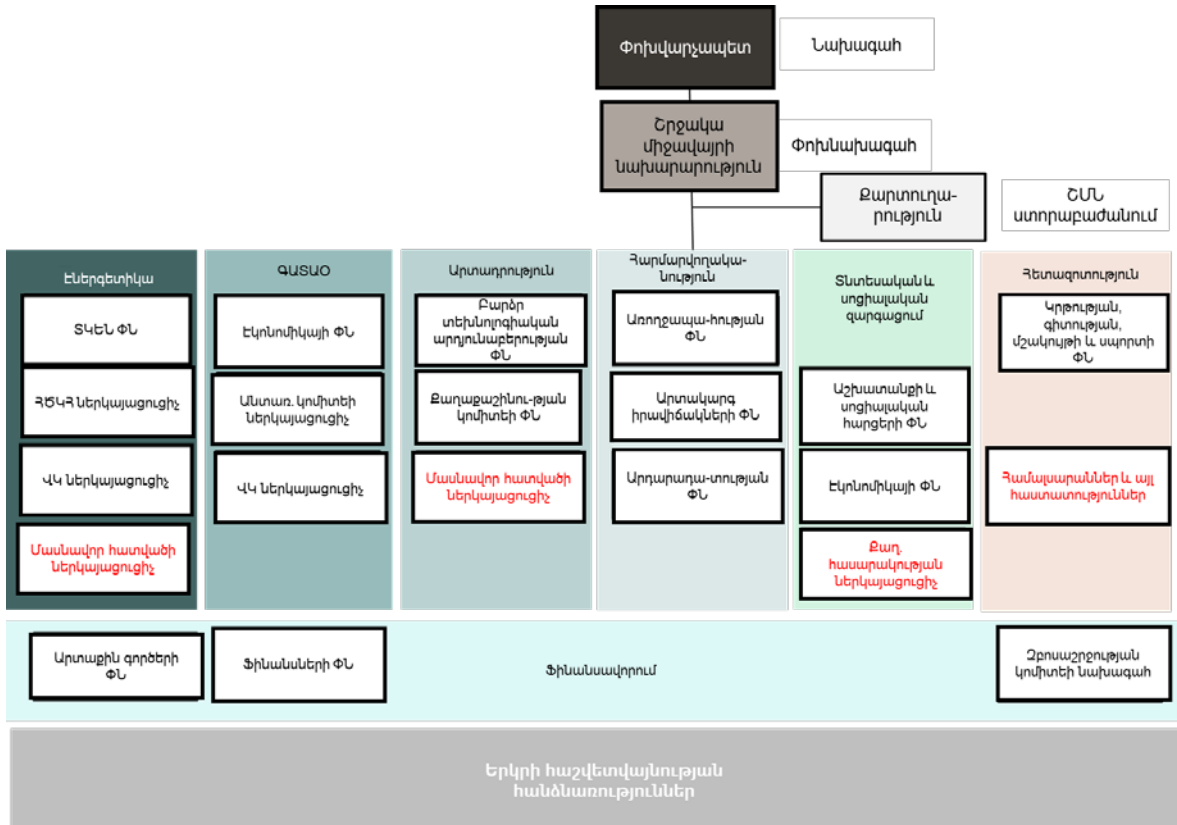 Փոխվարչապետ
Նախագահ
Շրջակա
միջավայրի
նախարարություն
Փոխնախագահ
Քարտուղա-
րություն
ՇՄՆ
ստորաբաժանում
Էներգետիկա
ՏԿԵՆ ՓՆ
ՀԾԿՀ ներկայացուցիչ
ՎԿ ներկայացուցիչ
Մասնավոր հատվածի
ներկայացուցիչ
ԳԱՏԱՕ
Էկոնոմիկայի ՓՆ
Անտառ. կոմիտեի
ներկայացուցիչ
ՎԿ ներկայացուցիչ
Արտադրություն
Բարձր
տեխնոլոգիական
արդյունաբերության
ՓՆ
Քաղաքաշինու-թյան
կոմիտեի ՓՆ
Մասնավոր հատվածի
ներկայացուցիչ
Հարմարվողակա-
նություն
Առողջապա-հության
ՓՆ
Արտակարգ
իրավիճակների ՓՆ
Արդարադա-տության
ՓՆ
Տնտեսական և
սոցիալական
զարգացում
Աշխատանքի և
սոցիալական
հարցերի ՓՆ
Էկոնոմիկայի ՓՆ
Քաղ.
հասարակության
ներկայացուցիչ
Հետազոտություն
Կրթության,
գիտության,
մշակույթի և սպորտի
ՓՆ
Համալսարաններ և այլ
հաստատություններ
Արտաքին գործերի
ՓՆ
Ֆինանսների ՓՆ
Ֆինանսավորում
Զբոսաշրջության
կոմիտեի նախագահ
Երկրի հաշվետվայնության
հանձնառություններ